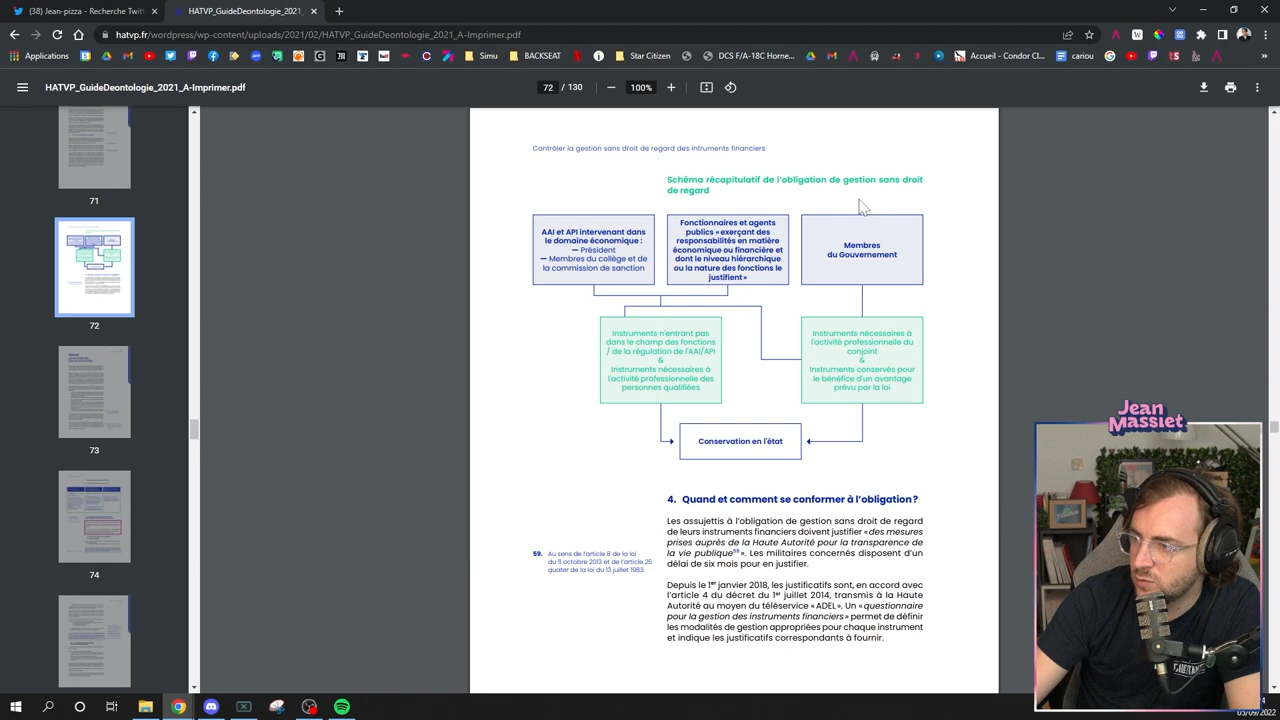 (38) Jean-pizza - Recherche Twitt
HATVP_GuideDeontologie_2021_
hatvp.fr/wordpress/wp-content/uploads/2021/02/HATVP_GuideDeontologie_2021_A-Imprimer.pdf
Applications
Simu
BACKSEAT
Star Citizen
DCS F/A-18C Horne...
Accueil - Condor Cl...
cariou
HATVP_GuideDeontologie_2021_A-Imprimer.pdf
72 / 130
100%
71
72
73
74
Contrôler la gestion sans droit de regard des intruments financiers
Schéma récapitulatif de l'obligation de gestion sans droit
de regard
AAI et API intervenant dans
le domaine économique :
— Président
— Membres du collège et de
la commission de sanction
Fonctionnaires et agents
publics « exerçant des
responsabilités en matière
économique ou financière et
dont le niveau hiérarchique
ou la nature des fonctions le
justifient »
Membres
du Gouvernement
Instruments n'entrant pas
dans le champ des fonctions
/ de la régulation de l'AAI/API
&
Instruments nécessaires à
l'activité professionnelle des
personnes qualifiées
Instruments nécessaires à
l'activité professionnelle du
conjoint
&
Instruments conservés pour
le bénéfice d'un avantage
prévu par la loi
Conservation en l'état
4. Quand et comment se conformer à l'obligation ?
Les assujettis à l'obligation de gestion sans droit de regard
de leurs instruments financiers doivent justifier « des mesures
prises auprès de la Haute Autorité pour la transparence de
la vie publique59 ». Les militaires concernés disposent d'un
délai de six mois pour en justifier.
59. Au sens de l'article 8 de la loi
du 11 octobre 2013 et de l'article 25
quater de la loi du 13 juillet 1983.
Depuis le 1er janvier 2018, les justificatifs sont, en accord avec
l'article 4 du décret du 1er juillet 2014, transmis à la Haute
Autorité au moyen du téléservice « ADEL ». Un « questionnaire
pour la gestion des instruments financiers » permet de définir
les modalités de gestion appropriées pour chaque instrument
et indique les justificatifs correspondants à fournir.
Jean
Massiet
05/09/2022